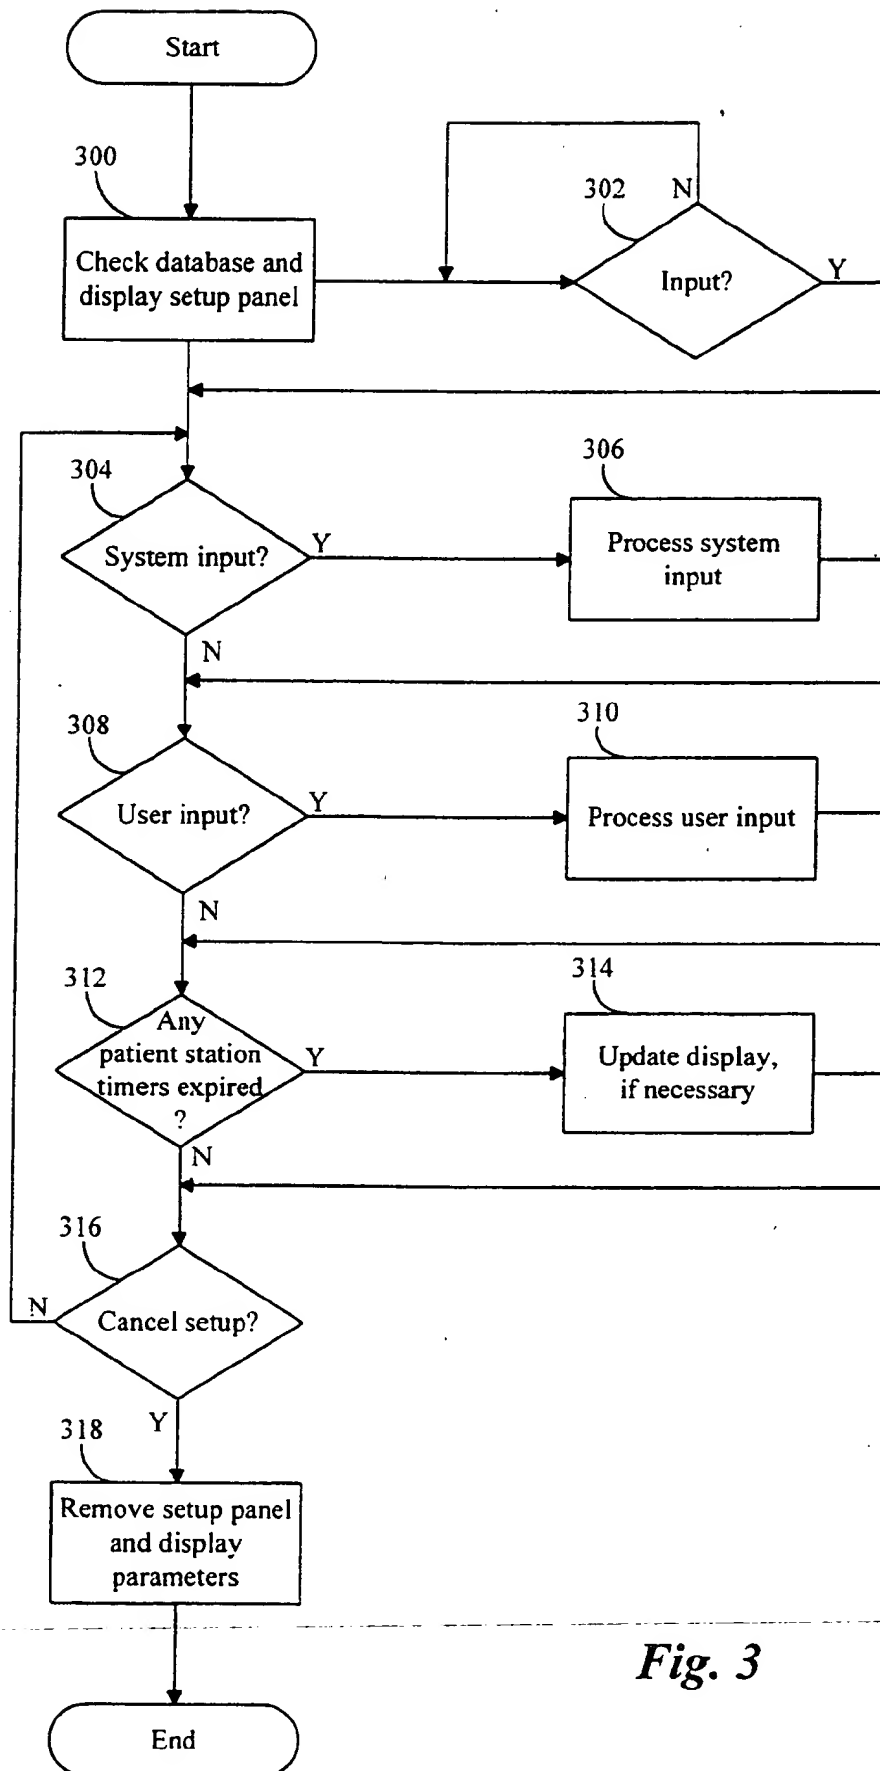 Start
300
Check database and
display setup panel
302
N
Input?
Y
304
System input?
Y
N
306
Process system
input
308
User input?
Y
N
310
Process user input
312
Any
patient station
timers expired
?
Y
N
314
Update display,
if necessary
316
N
Cancel setup?
Y
318
Remove setup panel
and display
parameters
Fig. 3
End